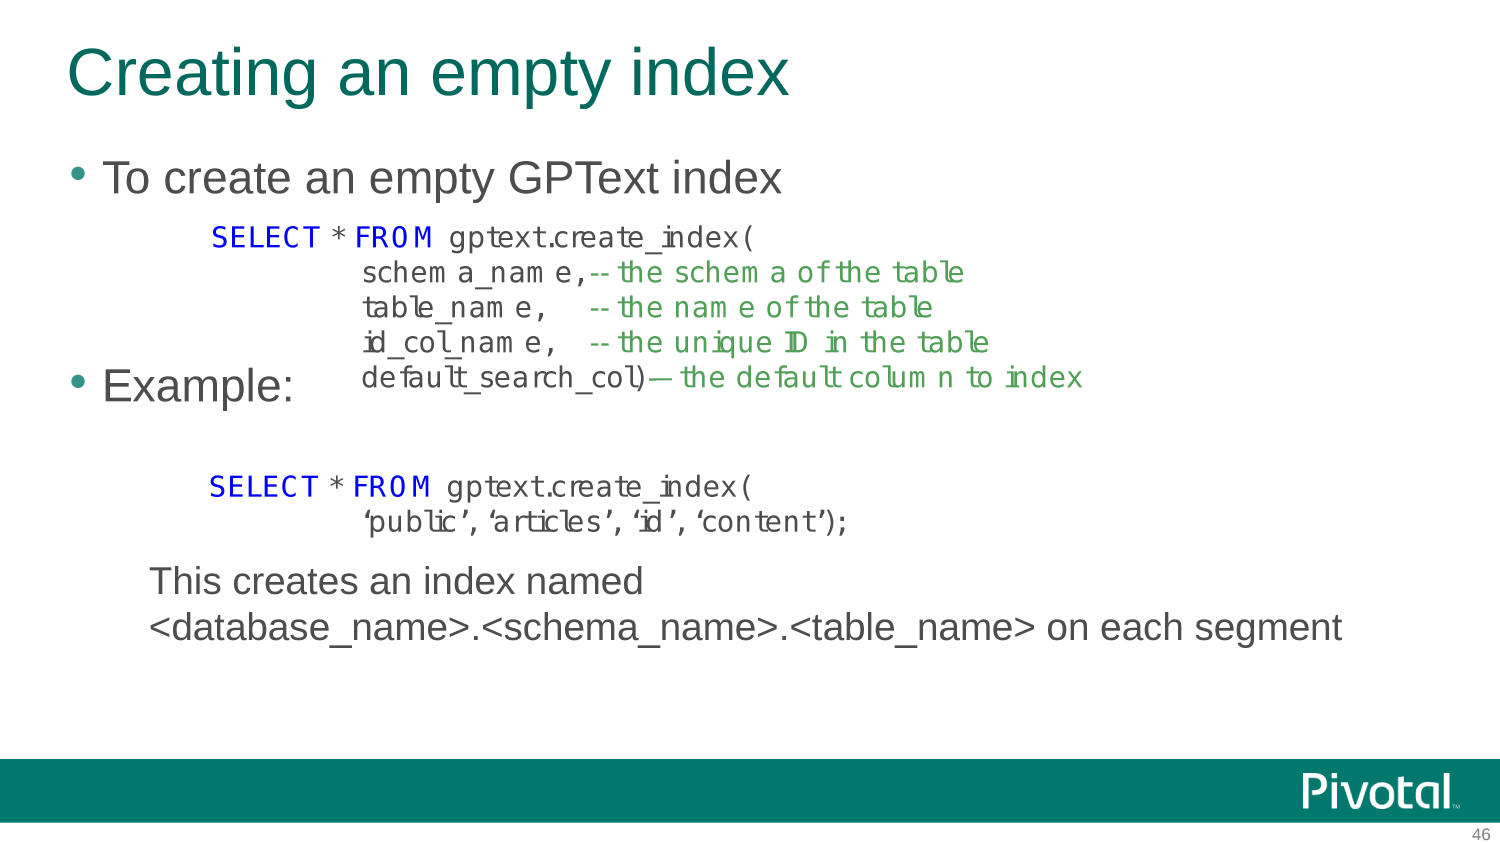 Creating an empty index
• To create an empty GPText index
SELECT * FROM gptext.create_index(
schema_name, -- the schema of the table
table_name, -- the name of the table
id_col_name, -- the unique ID in the table
default_search_col) — the default column to index
• Example:
SELECT * FROM gptext.create_index(
‘public’, ‘articles’, ‘id’, ‘content’);
This creates an index named
<database_name>.<schema_name>.<table_name> on each segment
Pivotal™
46